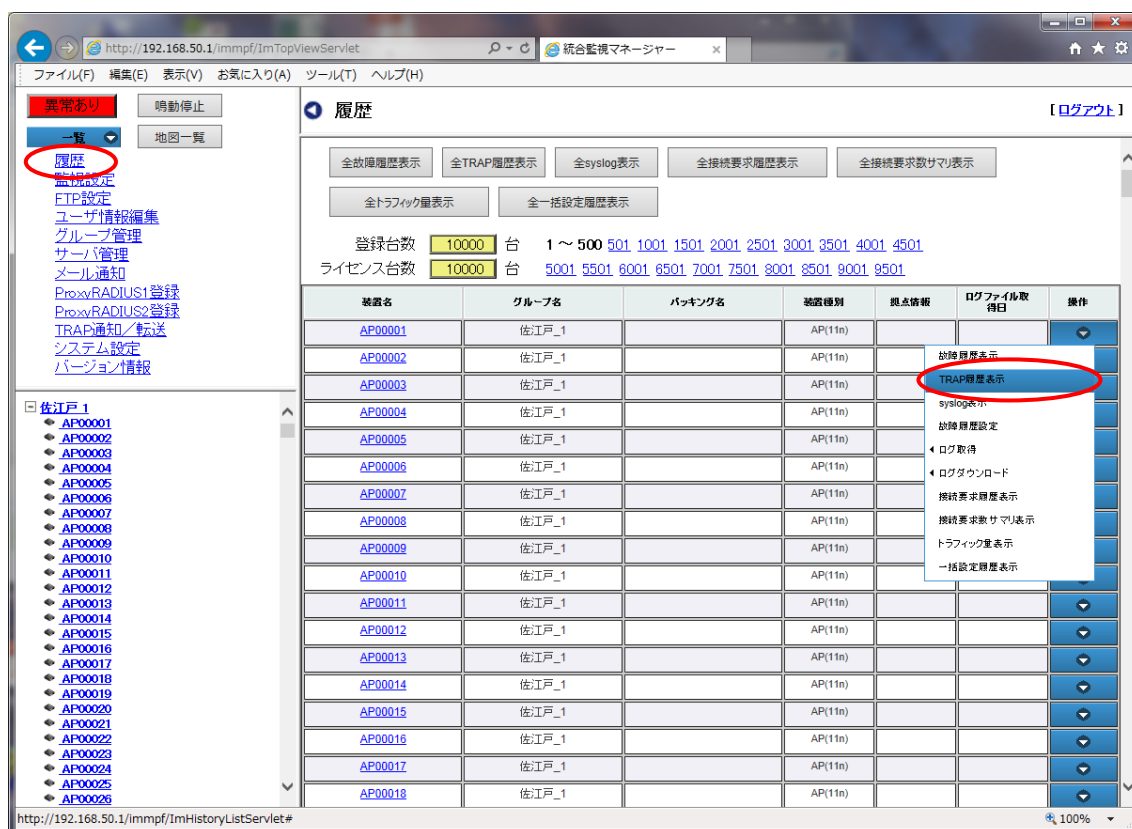 http://192.168.50.1/immpf/ImTopViewServlet
統合監視マネージャー
ファイル(F) 編集(E) 表示(V) お気に入り(A) ツール(T) ヘルプ(H)
異常あり 鳴動停止
一覧 地図一覧
履歴
監視設定
FTP設定
ユーザ情報編集
グループ管理
サーバ管理
メール通知
ProxyRADIUS1登録
ProxyRADIUS2登録
TRAP通知／転送
システム設定
バージョン情報
佐江戸_1
AP00001
AP00002
AP00003
AP00004
AP00005
AP00006
AP00007
AP00008
AP00009
AP00010
AP00011
AP00012
AP00013
AP00014
AP00015
AP00016
AP00017
AP00018
AP00019
AP00020
AP00021
AP00022
AP00023
AP00024
AP00025
AP00026
履歴 [ログアウト]
全故障履歴表示 全TRAP履歴表示 全syslog表示 全接続要求履歴表示 全接続要求数サマリ表示
全トラフィック量表示 全一括設定履歴表示
登録台数 10000 台 1 ～ 500 501 1001 1501 2001 2501 3001 3501 4001 4501
ライセンス台数 10000 台 5001 5501 6001 6501 7001 7501 8001 8501 9001 9501
装置名 グループ名 パッキング名 装置種別 拠点情報 ログファイル取得日 操作
AP00001 佐江戸_1 AP(11n)
AP00002 佐江戸_1 AP(11n)
AP00003 佐江戸_1 AP(11n)
AP00004 佐江戸_1 AP(11n)
AP00005 佐江戸_1 AP(11n)
AP00006 佐江戸_1 AP(11n)
AP00007 佐江戸_1 AP(11n)
AP00008 佐江戸_1 AP(11n)
AP00009 佐江戸_1 AP(11n)
AP00010 佐江戸_1 AP(11n)
AP00011 佐江戸_1 AP(11n)
AP00012 佐江戸_1 AP(11n)
AP00013 佐江戸_1 AP(11n)
AP00014 佐江戸_1 AP(11n)
AP00015 佐江戸_1 AP(11n)
AP00016 佐江戸_1 AP(11n)
AP00017 佐江戸_1 AP(11n)
AP00018 佐江戸_1 AP(11n)
故障履歴表示
TRAP履歴表示
syslog表示
故障履歴設定
ログ取得
ログダウンロード
接続要求履歴表示
接続要求数サマリ表示
トラフィック量表示
一括設定履歴表示
http://192.168.50.1/immpf/ImHistoryListServlet# 100%